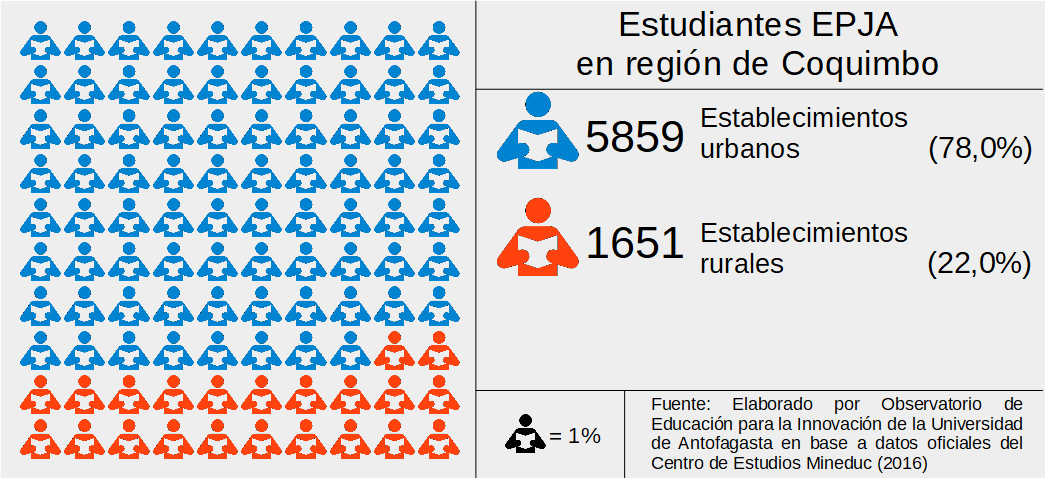 Estudiantes EPJA
en región de Coquimbo
5859
Establecimientos
urbanos
(78,0%)
1651
Establecimientos
rurales
(22,0%)
= 1%
Fuente: Elaborado por Observatorio de
Educación para la Innovación de la Universidad
de Antofagasta en base a datos oficiales del
Centro de Estudios Mineduc (2016)